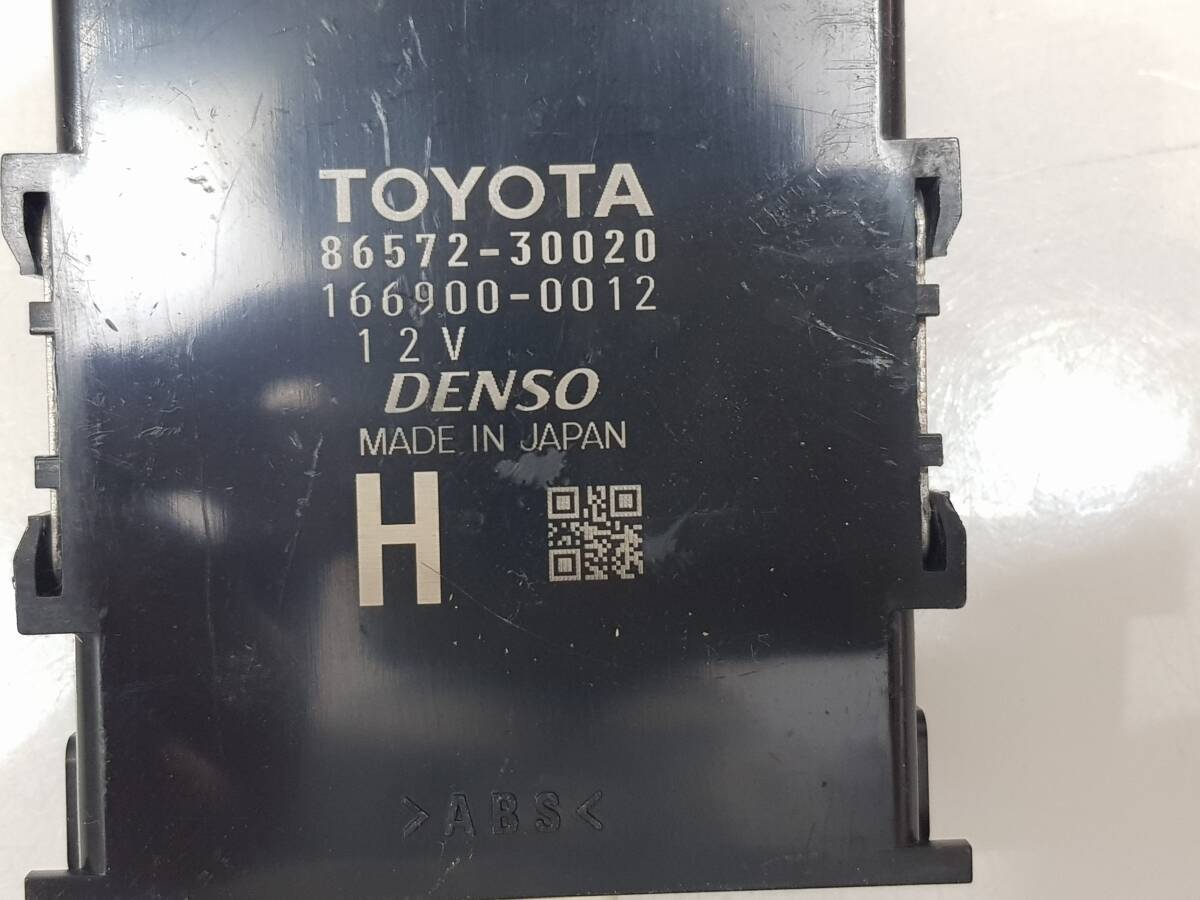 TOYOTA
86572-30020
166900-0012
12V
DENSO
MADE IN JAPAN
H
>ABS<